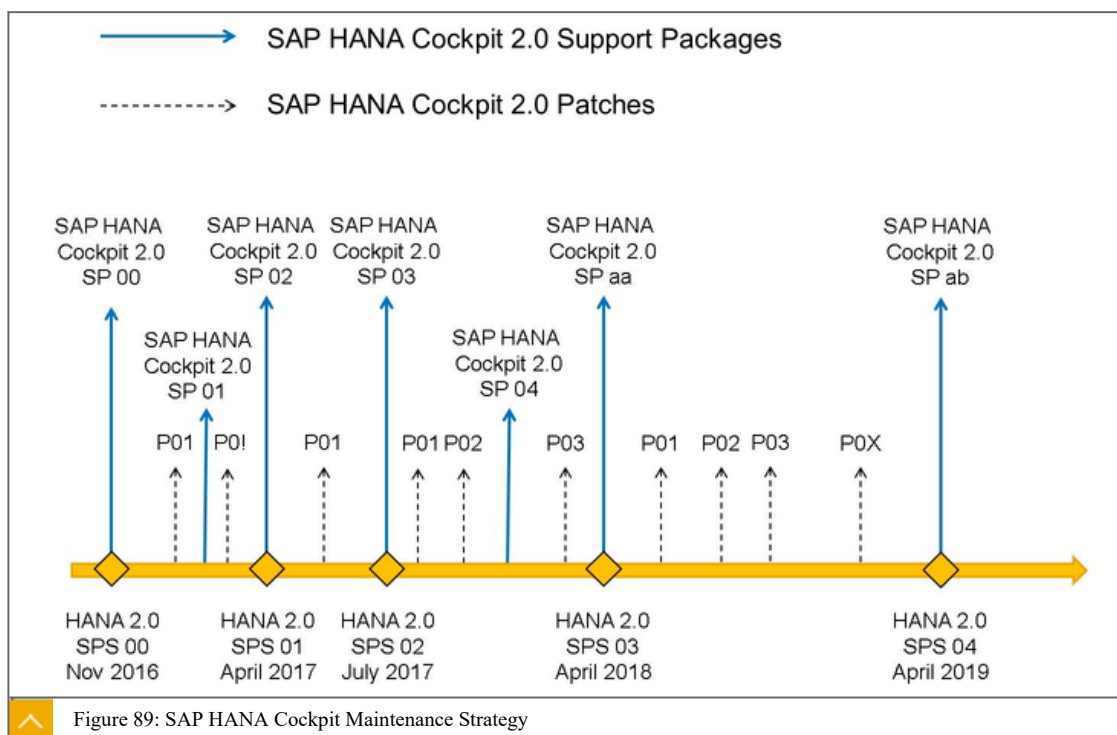 SAP HANA Cockpit 2.0 Support Packages
SAP HANA Cockpit 2.0 Patches
SAP HANA
Cockpit 2.0
SP 00
SAP HANA
Cockpit 2.0
SP 02
SAP HANA
Cockpit 2.0
SP 03
SAP HANA
Cockpit 2.0
SP aa
SAP HANA
Cockpit 2.0
SP ab
SAP HANA
Cockpit 2.0
SP 01
SAP HANA
Cockpit 2.0
SP 04
P01
P0!
P01
P01
P02
P03
P01
P02
P03
P0X
HANA 2.0
SPS 00
Nov 2016
HANA 2.0
SPS 01
April 2017
HANA 2.0
SPS 02
July 2017
HANA 2.0
SPS 03
April 2018
HANA 2.0
SPS 04
April 2019
Figure 89: SAP HANA Cockpit Maintenance Strategy